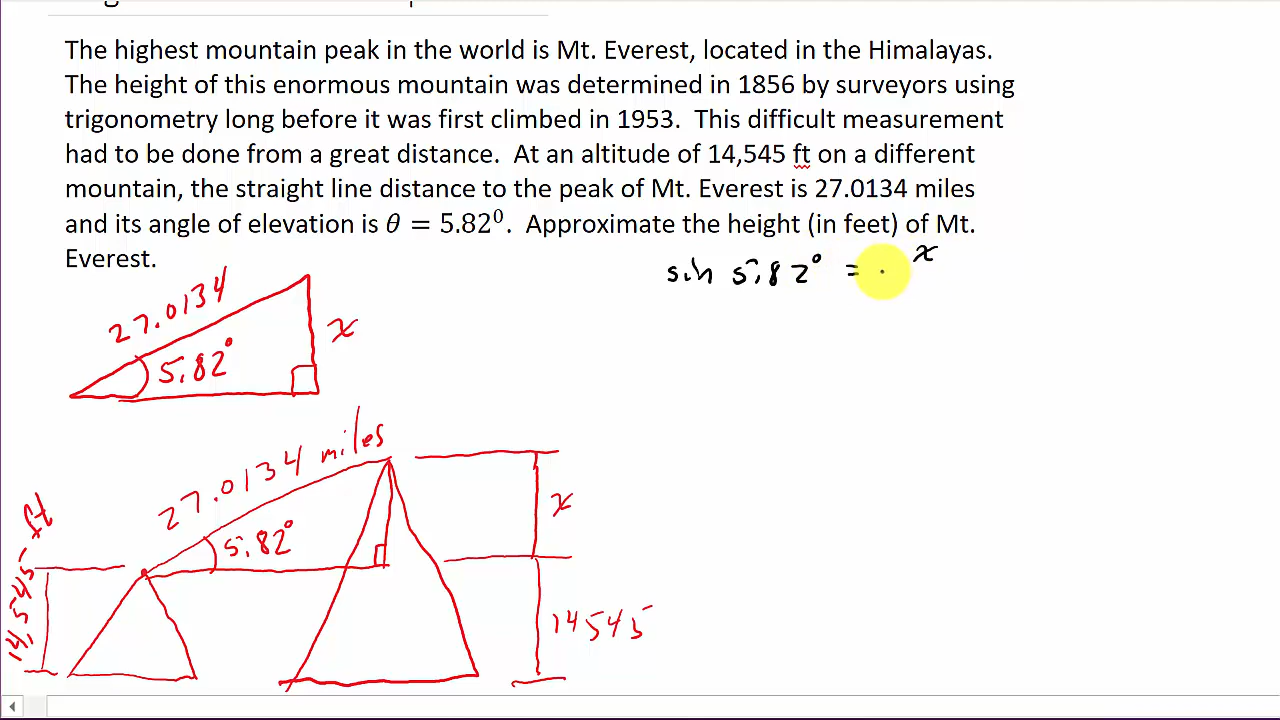 The highest mountain peak in the world is Mt. Everest, located in the Himalayas.
The height of this enormous mountain was determined in 1856 by surveyors using
trigonometry long before it was first climbed in 1953. This difficult measurement
had to be done from a great distance. At an altitude of 14,545 ft on a different
mountain, the straight line distance to the peak of Mt. Everest is 27.0134 miles
and its angle of elevation is θ = 5.82⁰. Approximate the height (in feet) of Mt.
Everest.
sin 5.82° = x
27.0134
5.82°
x
27.0134 miles
5.82°
x
14,545 ft
14545